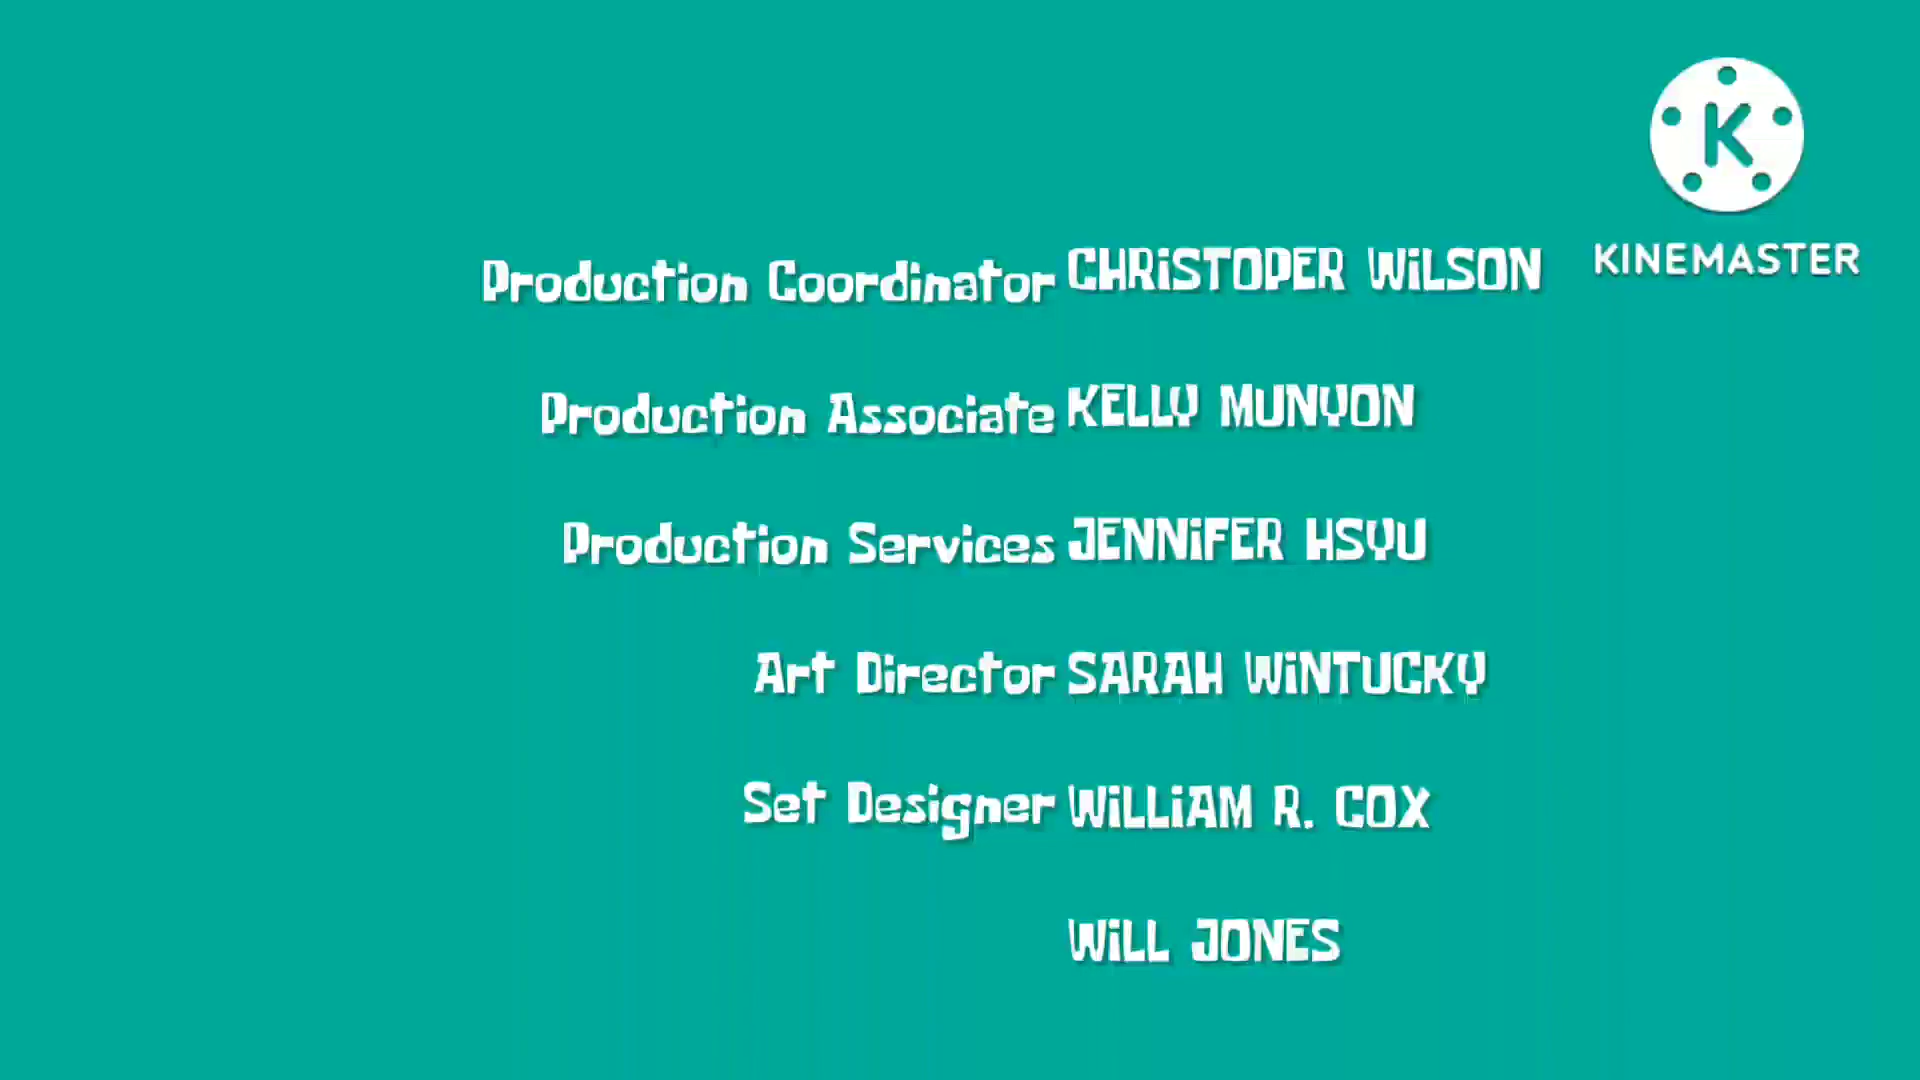 K
KINEMASTER
Production Coordinator CHRiSTOPER WiLSON
Production Associate KELLY MUNYON
Production Services JENNiFER HSYU
Art Director SARAH WiNTUCKY
Set Designer WiLLiAM R. COX
WiLL JONES